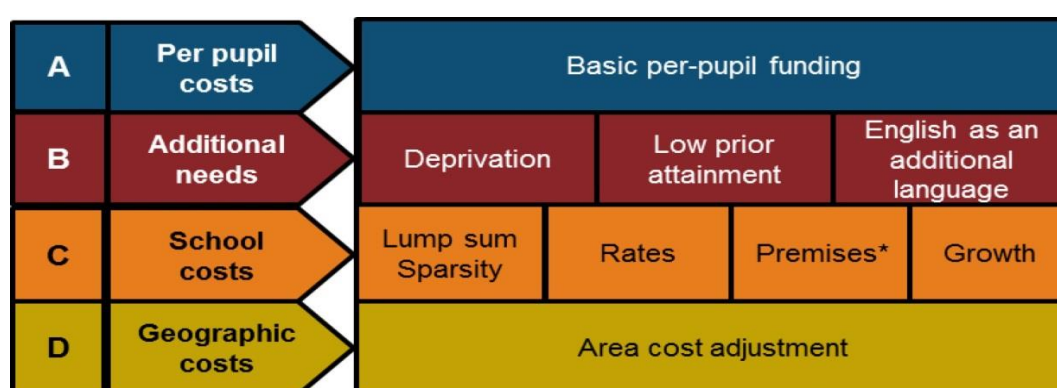 A
Per pupil
costs
Basic per-pupil funding
B
Additional
needs
Deprivation
Low prior
attainment
English as an
additional
language
C
School
costs
Lump sum
Sparsity
Rates
Premises*
Growth
D
Geographic
costs
Area cost adjustment